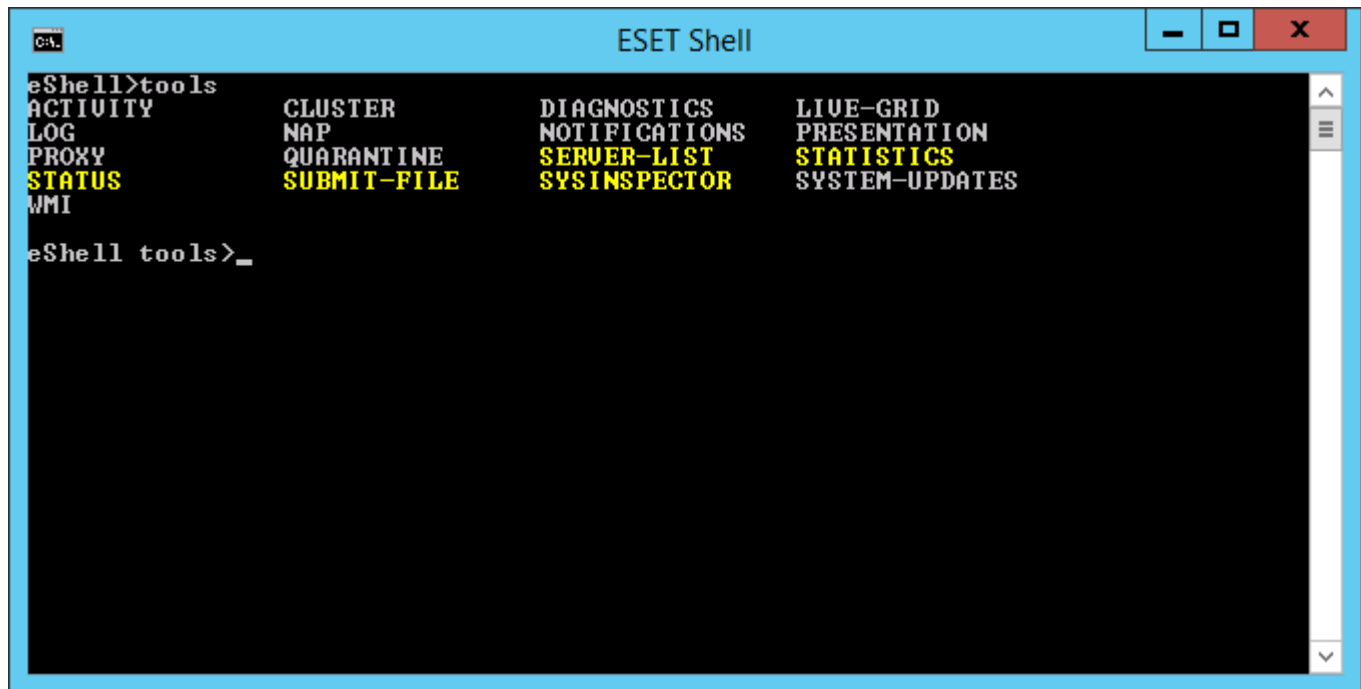 C:\.
ESET Shell
eShell>tools
ACTIVITY CLUSTER DIAGNOSTICS LIVE-GRID
LOG NAP NOTIFICATIONS PRESENTATION
PROXY QUARANTINE SERVER-LIST STATISTICS
STATUS SUBMIT-FILE SYSINSPECTOR SYSTEM-UPDATES
WMI
eShell tools>_